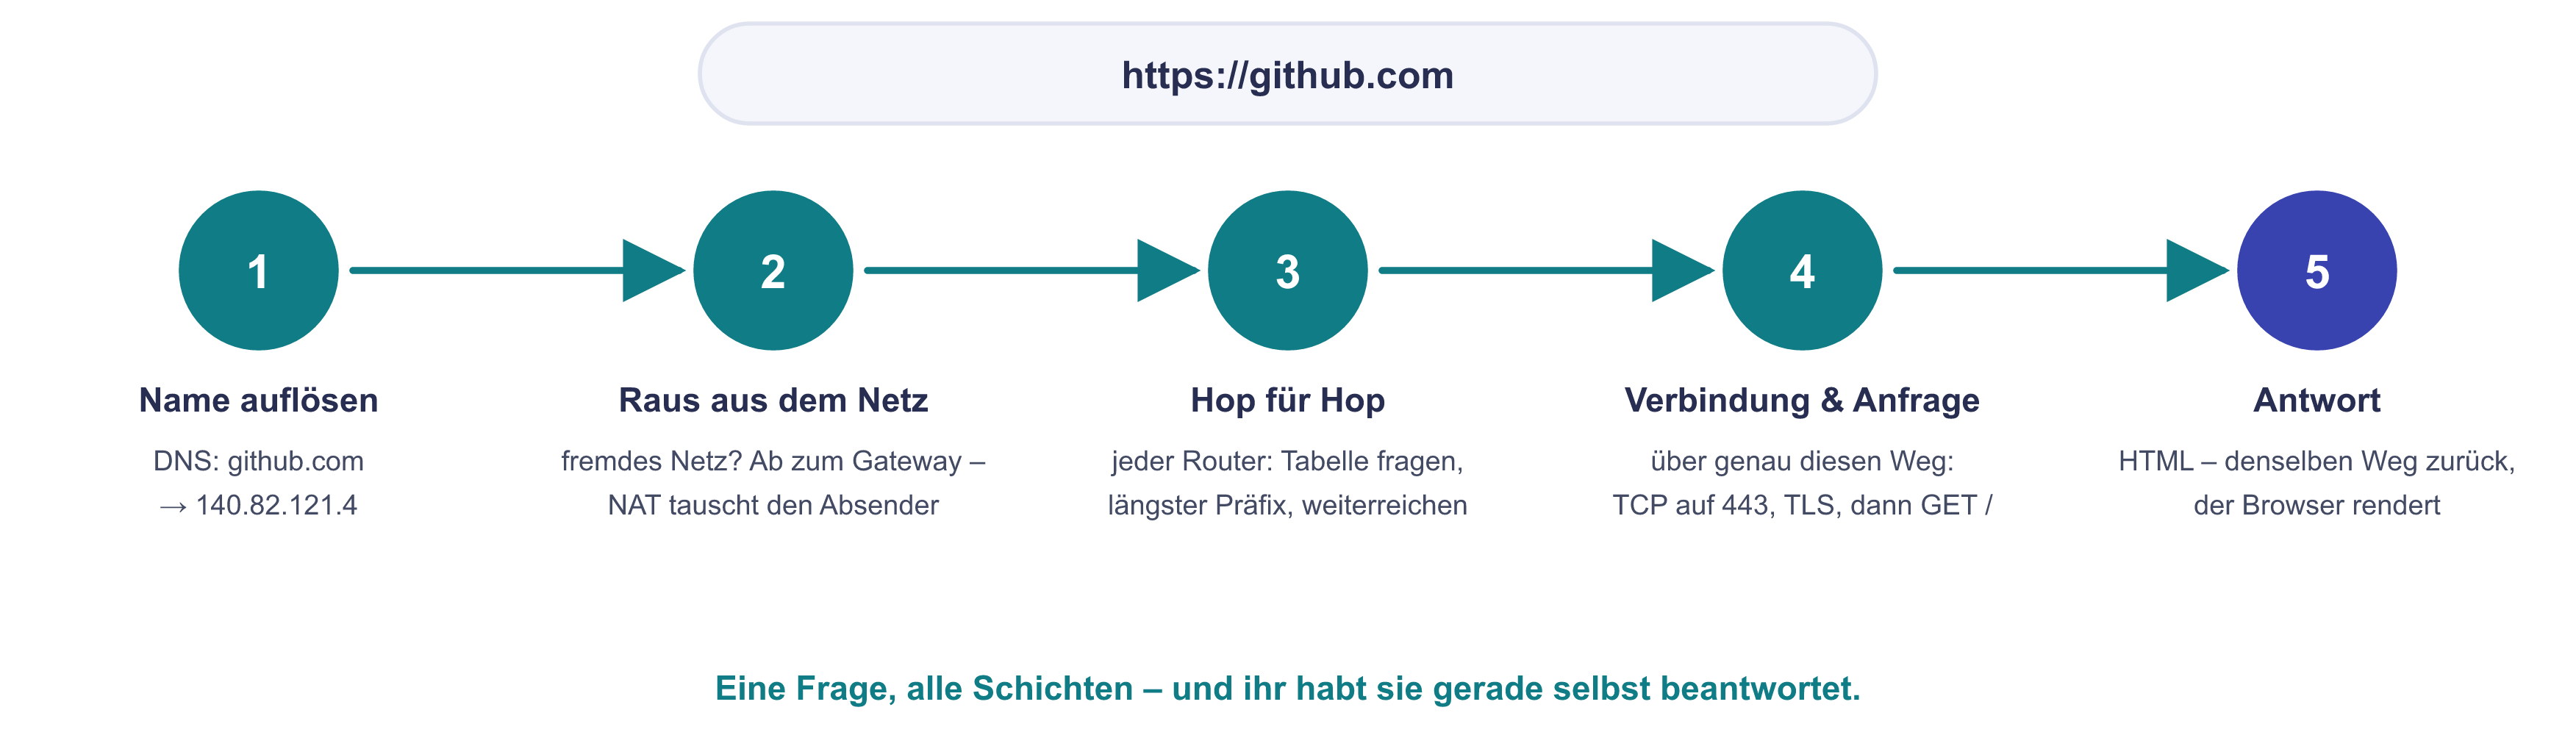 https://github.com
1
2
3
4
5
Name auflösen
DNS: github.com
→ 140.82.121.4
Raus aus dem Netz
fremdes Netz? Ab zum Gateway –
NAT tauscht den Absender
Hop für Hop
jeder Router: Tabelle fragen,
längster Präfix, weiterreichen
Verbindung & Anfrage
über genau diesen Weg:
TCP auf 443, TLS, dann GET /
Antwort
HTML – denselben Weg zurück,
der Browser rendert
Eine Frage, alle Schichten – und ihr habt sie gerade selbst beantwortet.